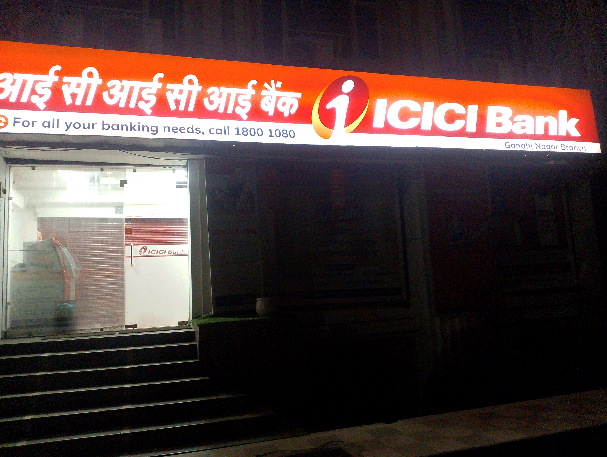 आई सी आई सी आई बैंक
ICICI Bank
For all your banking needs, call 1800 1080
Gandhi Nagar Branch
ICICI Bank